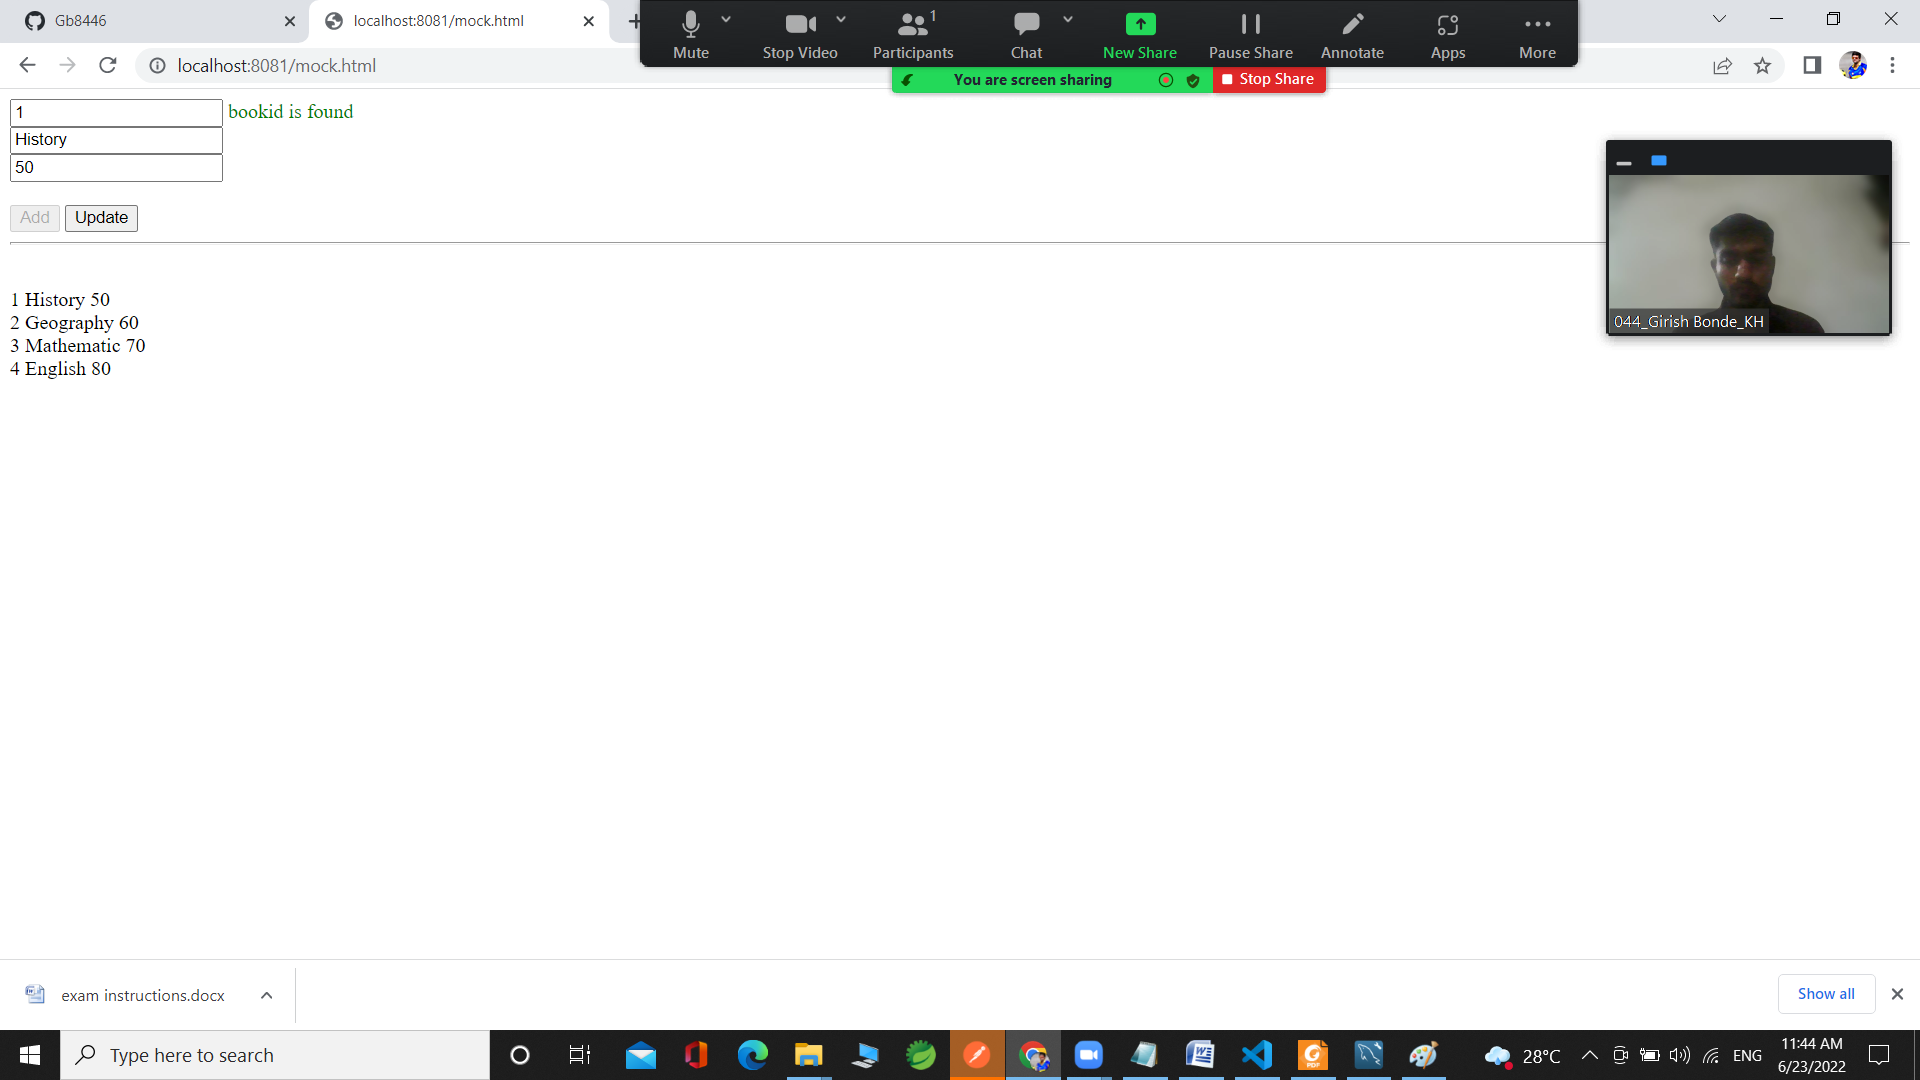 Gb8446
localhost:8081/mock.html
Mute
Stop Video
1
Participants
Chat
New Share
Pause Share
Annotate
Apps
More
localhost:8081/mock.html
You are screen sharing
Stop Share
1
bookid is found
History
50
Add
Update
044_Girish Bonde_KH
1 History 50
2 Geography 60
3 Mathematic 70
4 English 80
exam instructions.docx
Show all
Type here to search
28°C
ENG
11:44 AM
6/23/2022